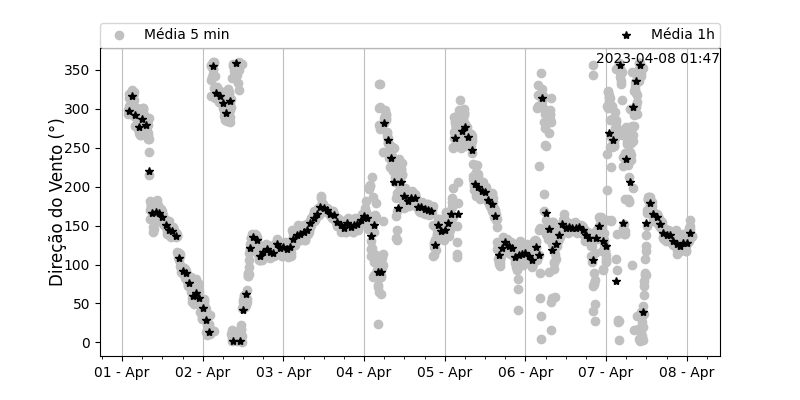 Média 5 min
Média 1h
2023-04-08 01:47
Direção do Vento (°)
350
300
250
200
150
100
50
0
01 - Apr
02 - Apr
03 - Apr
04 - Apr
05 - Apr
06 - Apr
07 - Apr
08 - Apr